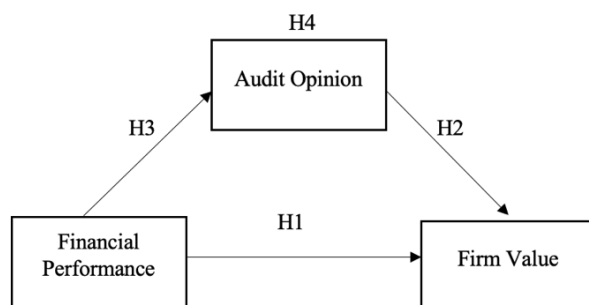 H4
Audit Opinion
H3
H2
H1
Financial
Performance
Firm Value